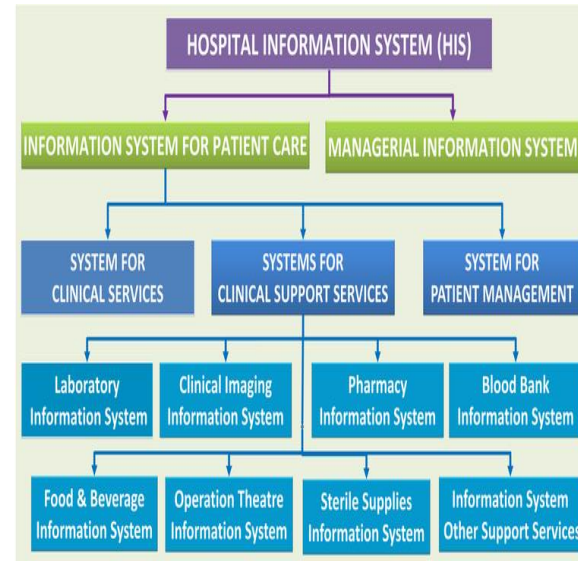 HOSPITAL INFORMATION SYSTEM (HIS)
INFORMATION SYSTEM FOR PATIENT CARE
MANAGERIAL INFORMATION SYSTEM
SYSTEM FOR
CLINICAL SERVICES
SYSTEMS FOR
CLINICAL SUPPORT SERVICES
SYSTEM FOR
PATIENT MANAGEMENT
Laboratory
Information System
Clinical Imaging
Information System
Pharmacy
Information System
Blood Bank
Information System
Food & Beverage
Information System
Operation Theatre
Information System
Sterile Supplies
Information System
Information System
Other Support Services